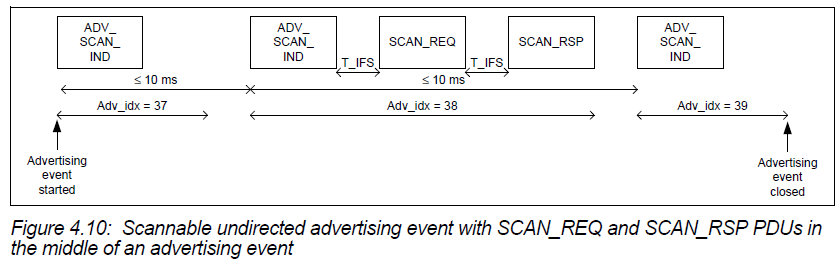 ADV_
SCAN_
IND
ADV_
SCAN_
IND
SCAN_REQ
SCAN_RSP
ADV_
SCAN_
IND
T_IFS
T_IFS
≤ 10 ms
≤ 10 ms
Adv_idx = 37
Adv_idx = 38
Adv_idx = 39
Advertising
event
started
Advertising
event
closed
Figure 4.10: Scannable undirected advertising event with SCAN_REQ and SCAN_RSP PDUs in
the middle of an advertising event